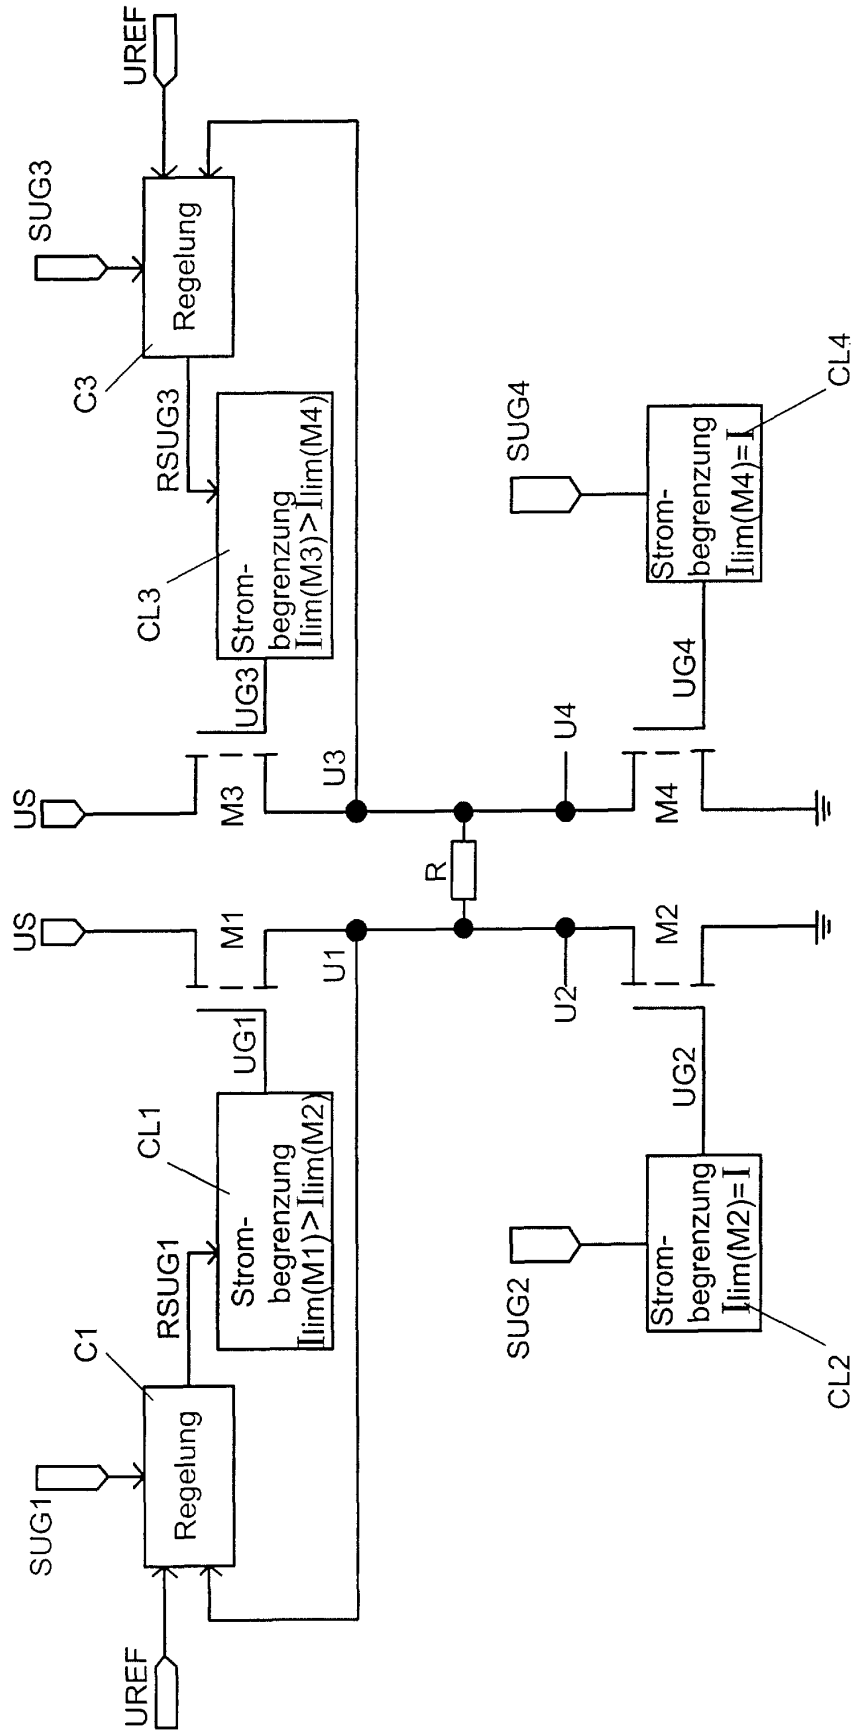 SUG1
UREF
C1
Regelung
RSUG1
CL1
Strom-
begrenzung
Ilim(M1)>Ilim(M2)
UG1
US
M1
U1
US
M3
U3
UG3
CL3
Strom-
begrenzung
Ilim(M3)>Ilim(M4)
RSUG3
C3
Regelung
SUG3
UREF
R
U2
U4
M2
M4
UG2
UG4
SUG2
Strom-
begrenzung
Ilim(M2)=I
CL2
SUG4
Strom-
begrenzung
Ilim(M4)=I
CL4